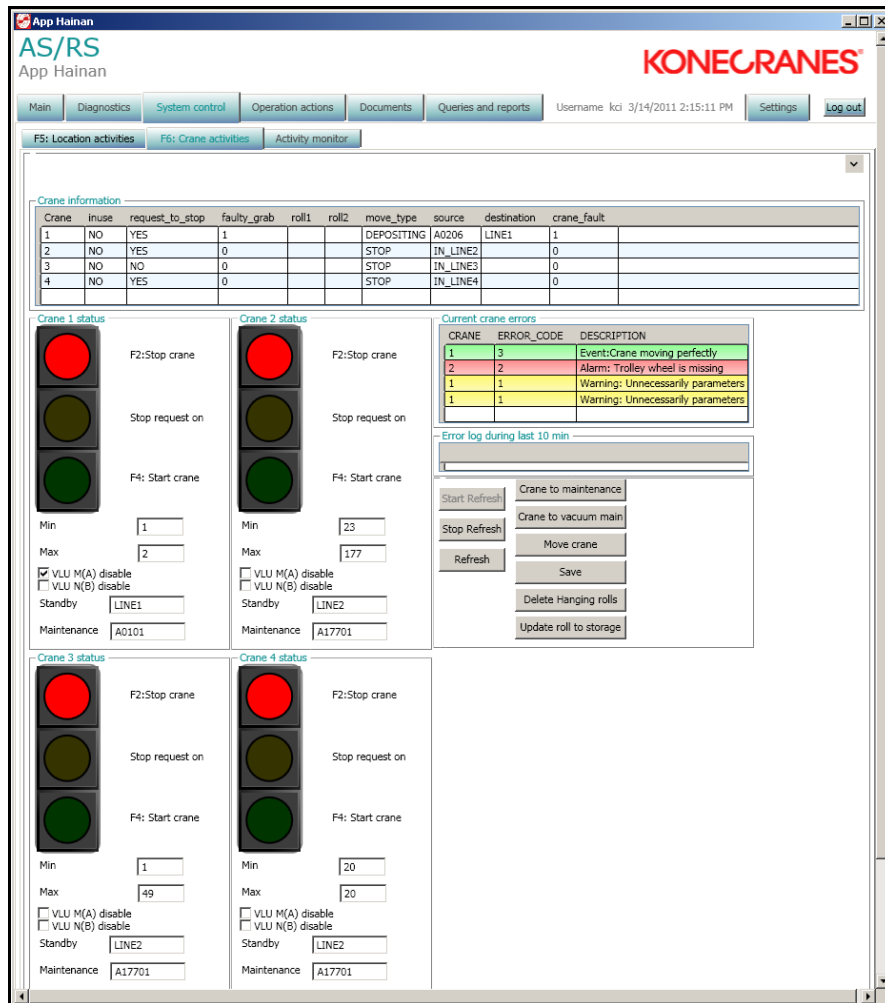 App Hainan
AS/RS
App Hainan
KONECRANES
Main Diagnostics System control Operation actions Documents Queries and reports Username kci 3/14/2011 2:15:11 PM Settings Log out
F5: Location activities F6: Crane activities Activity monitor
Crane information
Crane inuse request_to_stop faulty_grab roll1 roll2 move_type source destination crane_fault
1 NO YES 1 DEPOSITING A0206 LINE1 1
2 NO YES 0 STOP IN_LINE2 0
3 NO NO 0 STOP IN_LINE3 0
4 NO YES 0 STOP IN_LINE4 0
Crane 1 status
F2:Stop crane
Stop request on
F4: Start crane
Min 1
Max 2
VLU M(A) disable
VLU N(B) disable
Standby LINE1
Maintenance A0101
Crane 2 status
F2:Stop crane
Stop request on
F4: Start crane
Min 23
Max 177
VLU M(A) disable
VLU N(B) disable
Standby LINE2
Maintenance A17701
Current crane errors
CRANE ERROR_CODE DESCRIPTION
1 3 Event:Crane moving perfectly
2 2 Alarm: Trolley wheel is missing
1 1 Warning: Unnecessarily parameters
1 1 Warning: Unnecessarily parameters
Error log during last 10 min
Start Refresh
Stop Refresh
Refresh
Crane to maintenance
Crane to vacuum main
Move crane
Save
Delete Hanging rolls
Update roll to storage
Crane 3 status
F2:Stop crane
Stop request on
F4: Start crane
Min 1
Max 49
VLU M(A) disable
VLU N(B) disable
Standby LINE2
Maintenance A17701
Crane 4 status
F2:Stop crane
Stop request on
F4: Start crane
Min 20
Max 20
VLU M(A) disable
VLU N(B) disable
Standby LINE2
Maintenance A17701